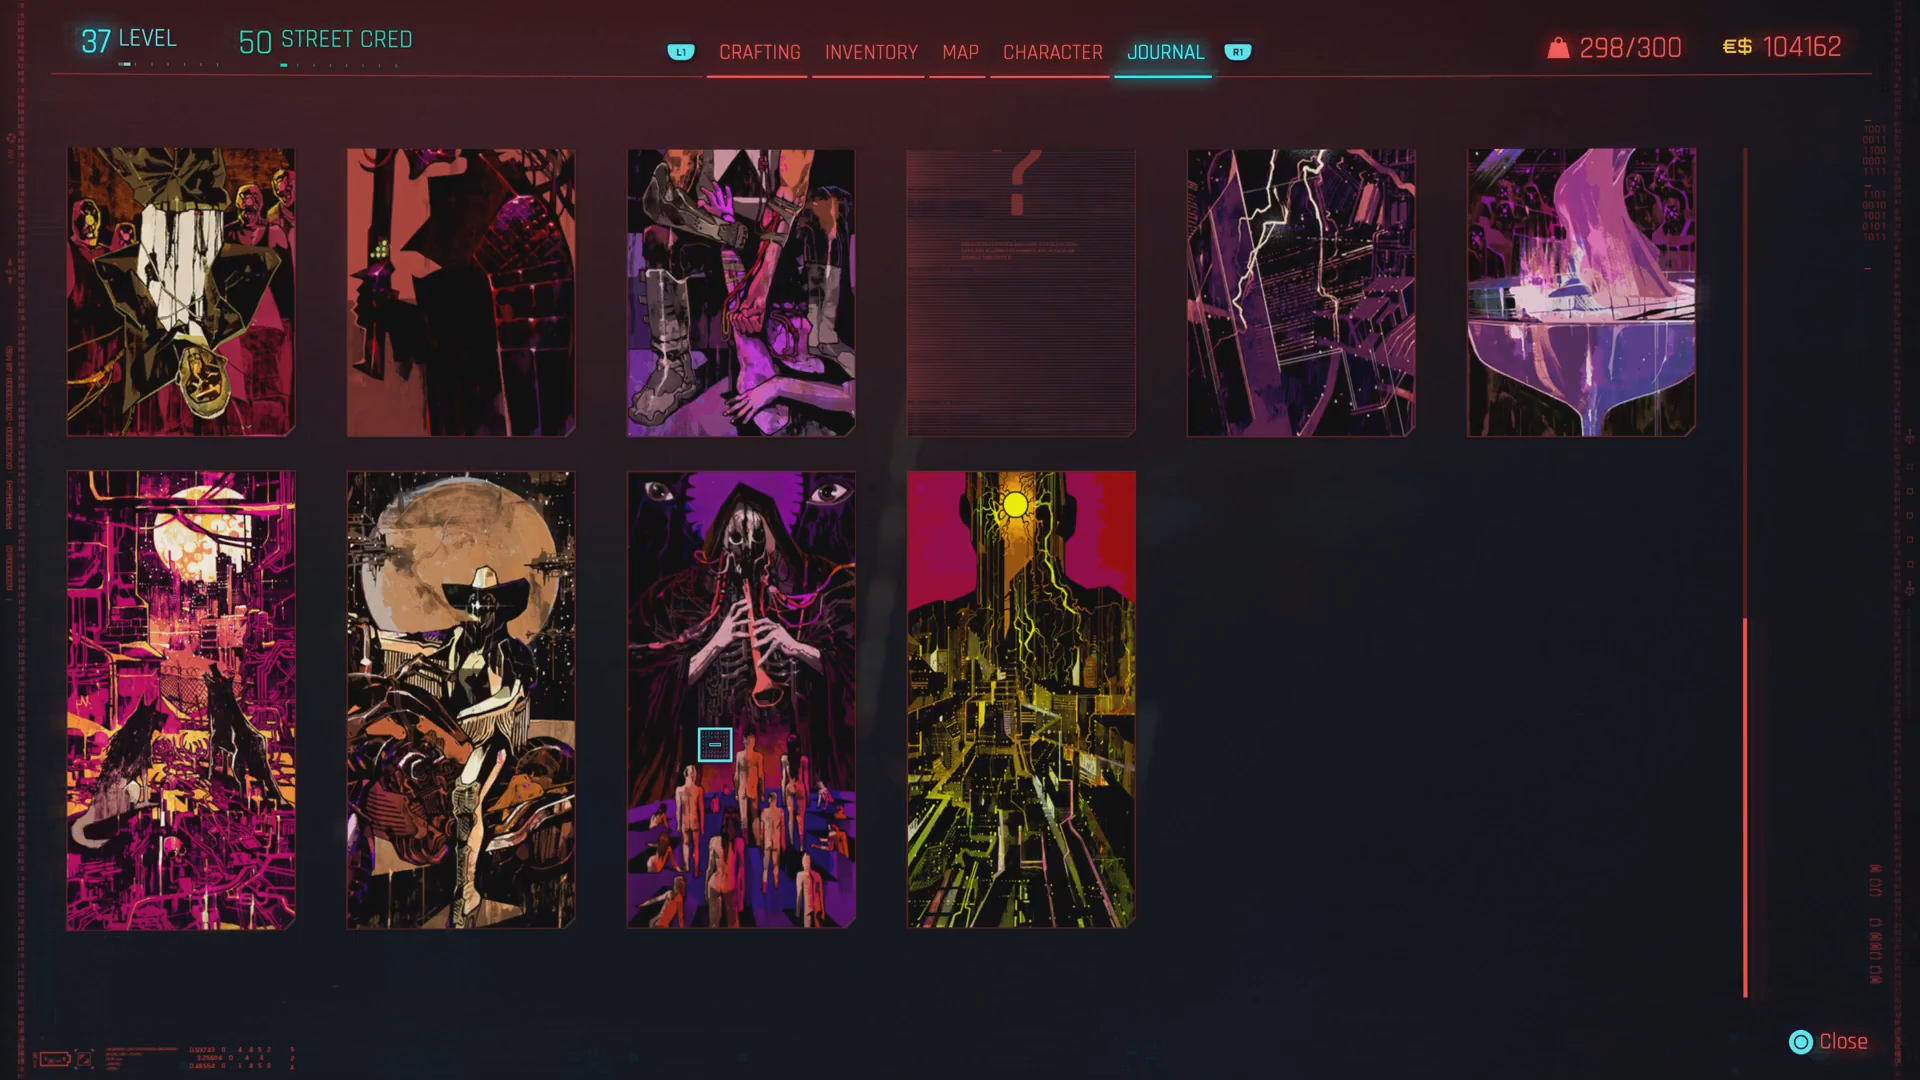 37 LEVEL
50 STREET CRED
L1 CRAFTING INVENTORY MAP CHARACTER JOURNAL R1
298/300
€$ 104162
?
Close